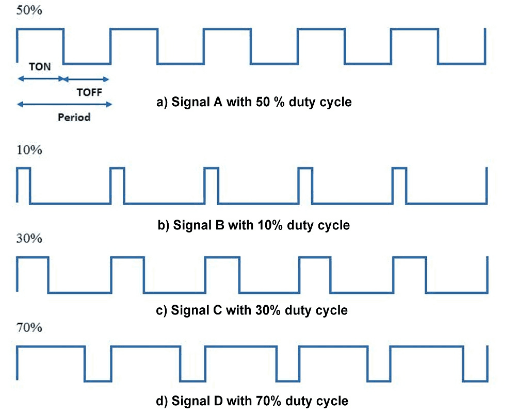 50%
TON
TOFF
Period
a) Signal A with 50 % duty cycle
10%
b) Signal B with 10% duty cycle
30%
c) Signal C with 30% duty cycle
70%
d) Signal D with 70% duty cycle